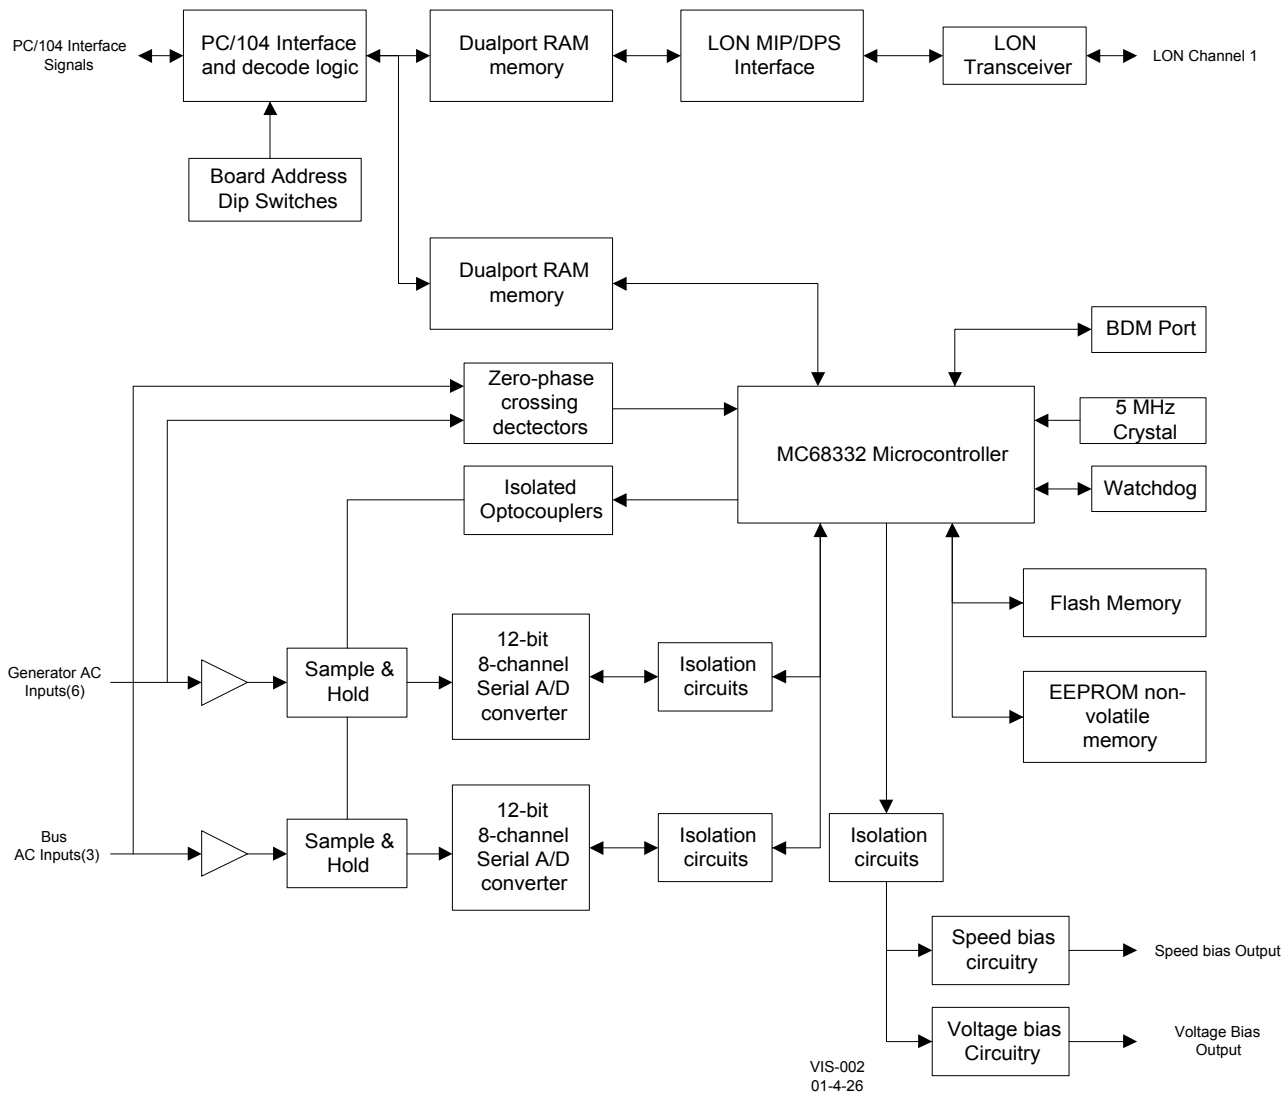 PC/104 Interface
Signals
PC/104 Interface
and decode logic
Dualport RAM
memory
LON MIP/DPS
Interface
LON
Transceiver
LON Channel 1
Board Address
Dip Switches
Dualport RAM
memory
BDM Port
Zero-phase
crossing
dectectors
5 MHz
Crystal
MC68332 Microcontroller
Isolated
Optocouplers
Watchdog
Flash Memory
Generator AC
Inputs(6)
Sample &
Hold
12-bit
8-channel
Serial A/D
converter
Isolation
circuits
EEPROM non-
volatile
memory
Bus
AC Inputs(3)
Sample &
Hold
12-bit
8-channel
Serial A/D
converter
Isolation
circuits
Isolation
circuits
Speed bias
circuitry
Speed bias Output
Voltage bias
Circuitry
Voltage Bias
Output
VIS-002
01-4-26